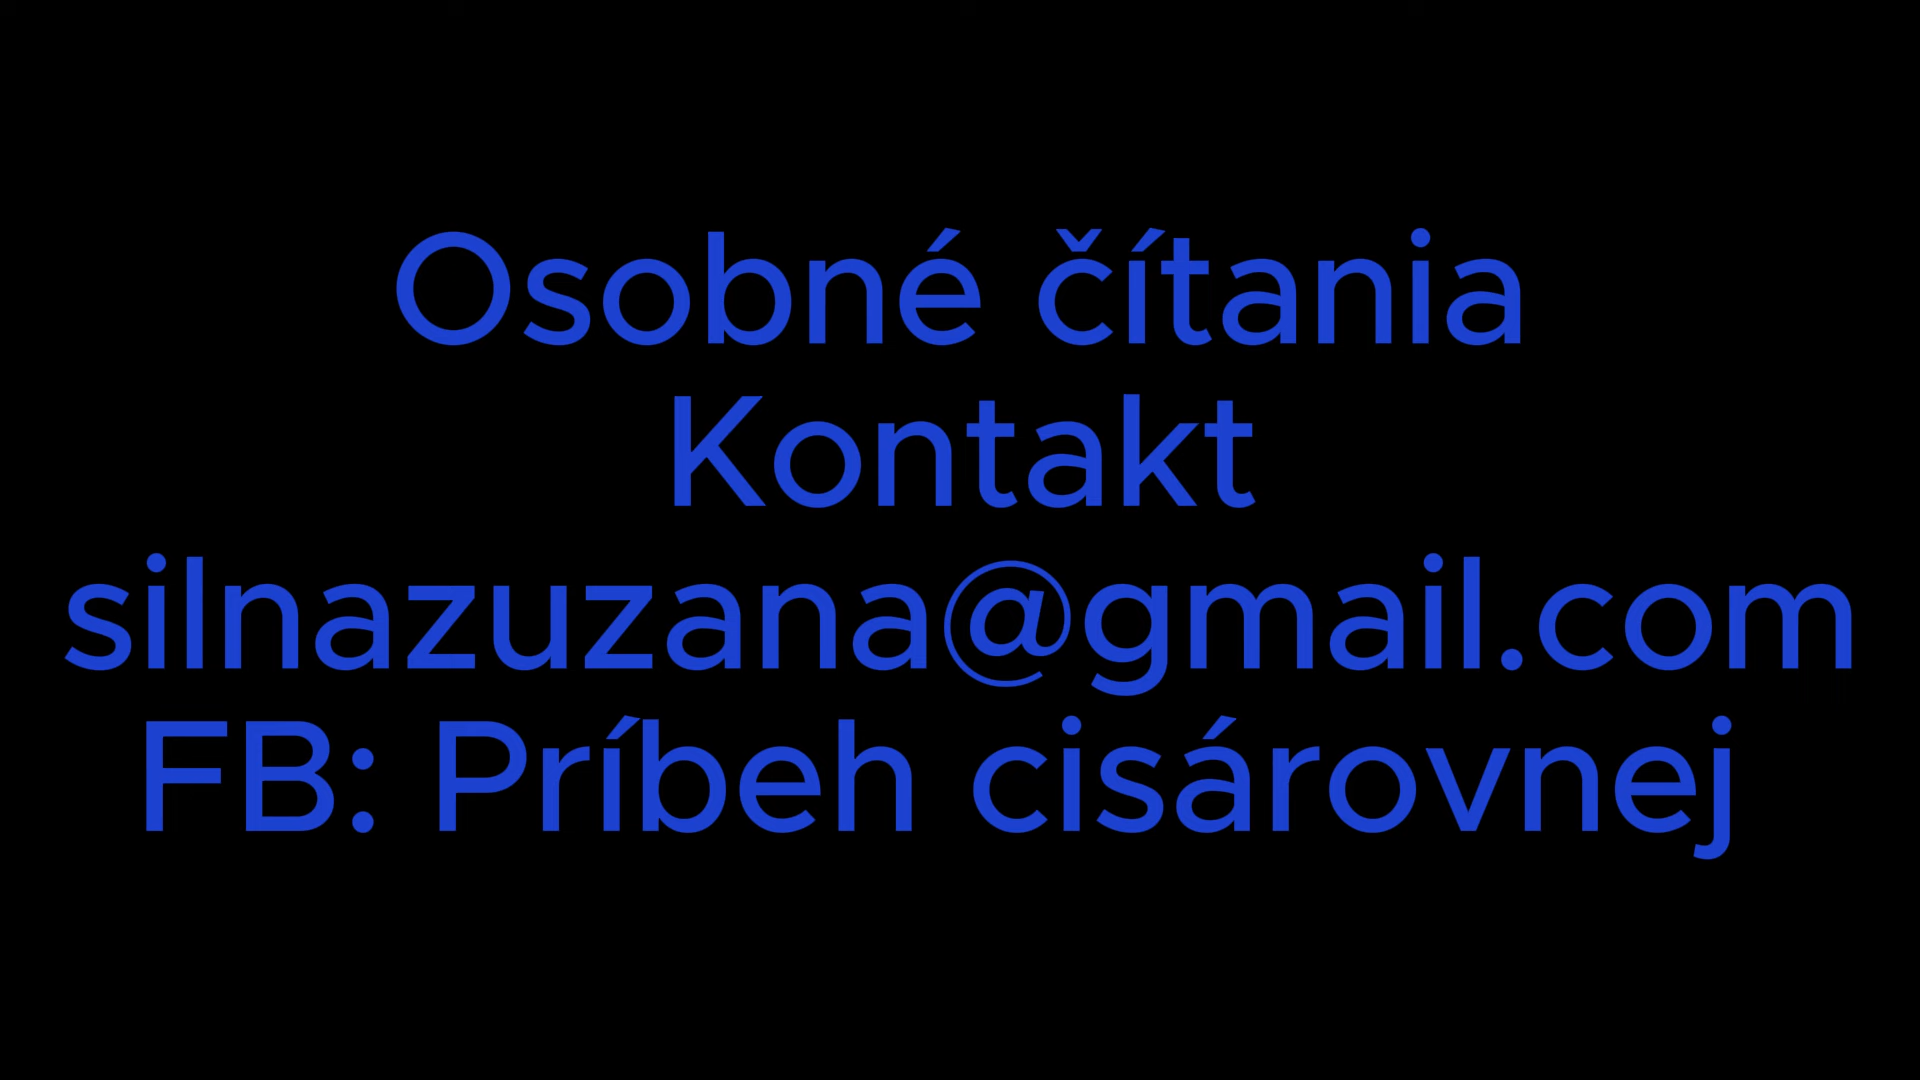 Osobné čítania
Kontakt
silnazuzana@gmail.com
FB: Príbeh cisárovnej